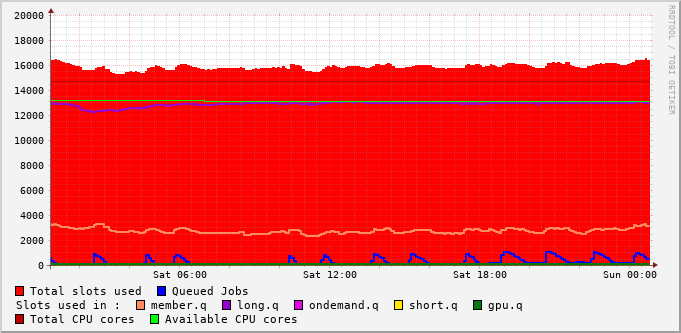 20000
18000
16000
14000
12000
10000
8000
6000
4000
2000
0
Sat 06:00 Sat 12:00 Sat 18:00 Sun 00:00
RRDTOOL / TOBI OETIKER
Total slots used Queued Jobs
Slots used in : member.q long.q ondemand.q short.q gpu.q
Total CPU cores Available CPU cores